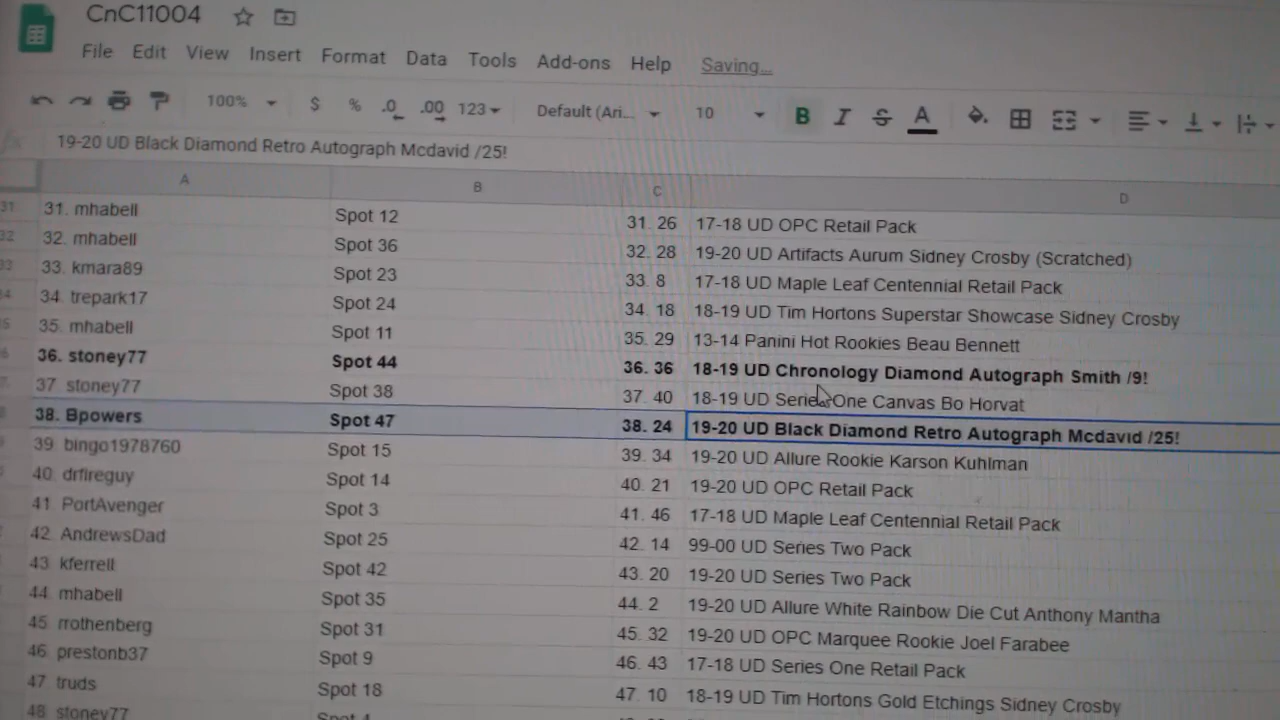 CnC11004
File Edit View Insert Format Data Tools Add-ons Help Saving...
100% $ % .0 .00 123 Default (Ari... 10 B I S A
fx 19-20 UD Black Diamond Retro Autograph Mcdavid /25!
A B C D
31 31. mhabell Spot 12 31. 26 17-18 UD OPC Retail Pack
32 32. mhabell Spot 36 32. 28 19-20 UD Artifacts Aurum Sidney Crosby (Scratched)
33 33. kmara89 Spot 23 33. 8 17-18 UD Maple Leaf Centennial Retail Pack
34. trepark17 Spot 24 34. 18 18-19 UD Tim Hortons Superstar Showcase Sidney Crosby
35. mhabell Spot 11 35. 29 13-14 Panini Hot Rookies Beau Bennett
36. stoney77 Spot 44 36. 36 18-19 UD Chronology Diamond Autograph Smith /9!
37. stoney77 Spot 38 37. 40 18-19 UD Series One Canvas Bo Horvat
38. Bpowers Spot 47 38. 24 19-20 UD Black Diamond Retro Autograph Mcdavid /25!
39 bingo1978760 Spot 15 39. 34 19-20 UD Allure Rookie Karson Kuhlman
40. drfireguy Spot 14 40. 21 19-20 UD OPC Retail Pack
41. PortAvenger Spot 3 41. 46 17-18 UD Maple Leaf Centennial Retail Pack
42. AndrewsDad Spot 25 42. 14 99-00 UD Series Two Pack
43. kferrell Spot 42 43. 20 19-20 UD Series Two Pack
44. mhabell Spot 35 44. 2 19-20 UD Allure White Rainbow Die Cut Anthony Mantha
45. rrothenberg Spot 31 45. 32 19-20 UD OPC Marquee Rookie Joel Farabee
46. prestonb37 Spot 9 46. 43 17-18 UD Series One Retail Pack
47. truds Spot 18 47. 10 18-19 UD Tim Hortons Gold Etchings Sidney Crosby
48 stoney77 Spot 4